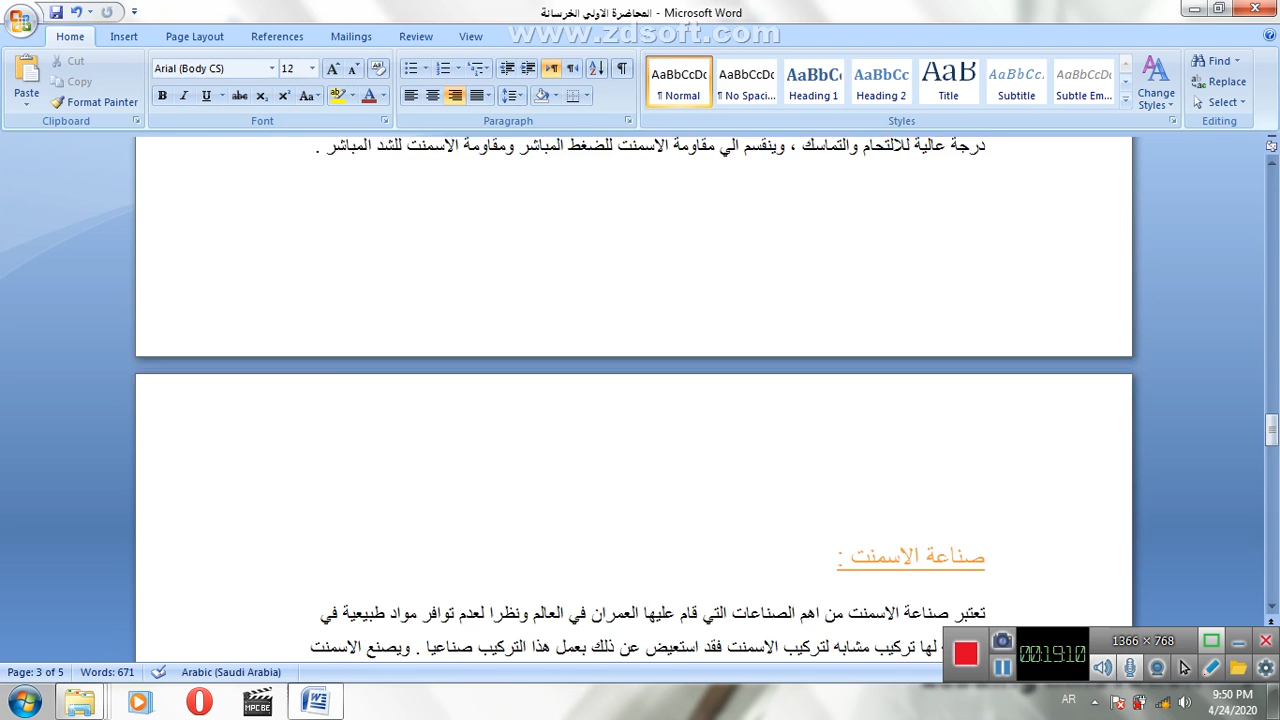 المحاضرة الاولي الخرسانة - Microsoft Word
www.zdsoft.com
Home Insert Page Layout References Mailings Review View
Paste
Cut
Copy
Format Painter
Clipboard
Arial (Body CS) 12
Font
Paragraph
AaBbCcDc AaBbCcDc AaBbC AaBbCc AaB AaBbCc AaBbCcDc
¶ Normal ¶ No Spaci... Heading 1 Heading 2 Title Subtitle Subtle Em...
Change Styles
Styles
Find
Replace
Select
Editing
درجة عالية للالتحام والتماسك ، وينقسم الي مقاومة الاسمنت للضغط المباشر ومقاومة الاسمنت للشد المباشر .
صناعة الاسمنت :
تعتبر صناعة الاسمنت من اهم الصناعات التي قام عليها العمران في العالم ونظرا لعدم توافر مواد طبيعية في
لها تركيب مشابه لتركيب الاسمنت فقد استعيض عن ذلك بعمل هذا التركيب صناعيا . ويصنع الاسمنت
00:19:10
1366 × 768
Page: 3 of 5 Words: 671 Arabic (Saudi Arabia)
MPCBE
AR
9:50 PM
4/24/2020